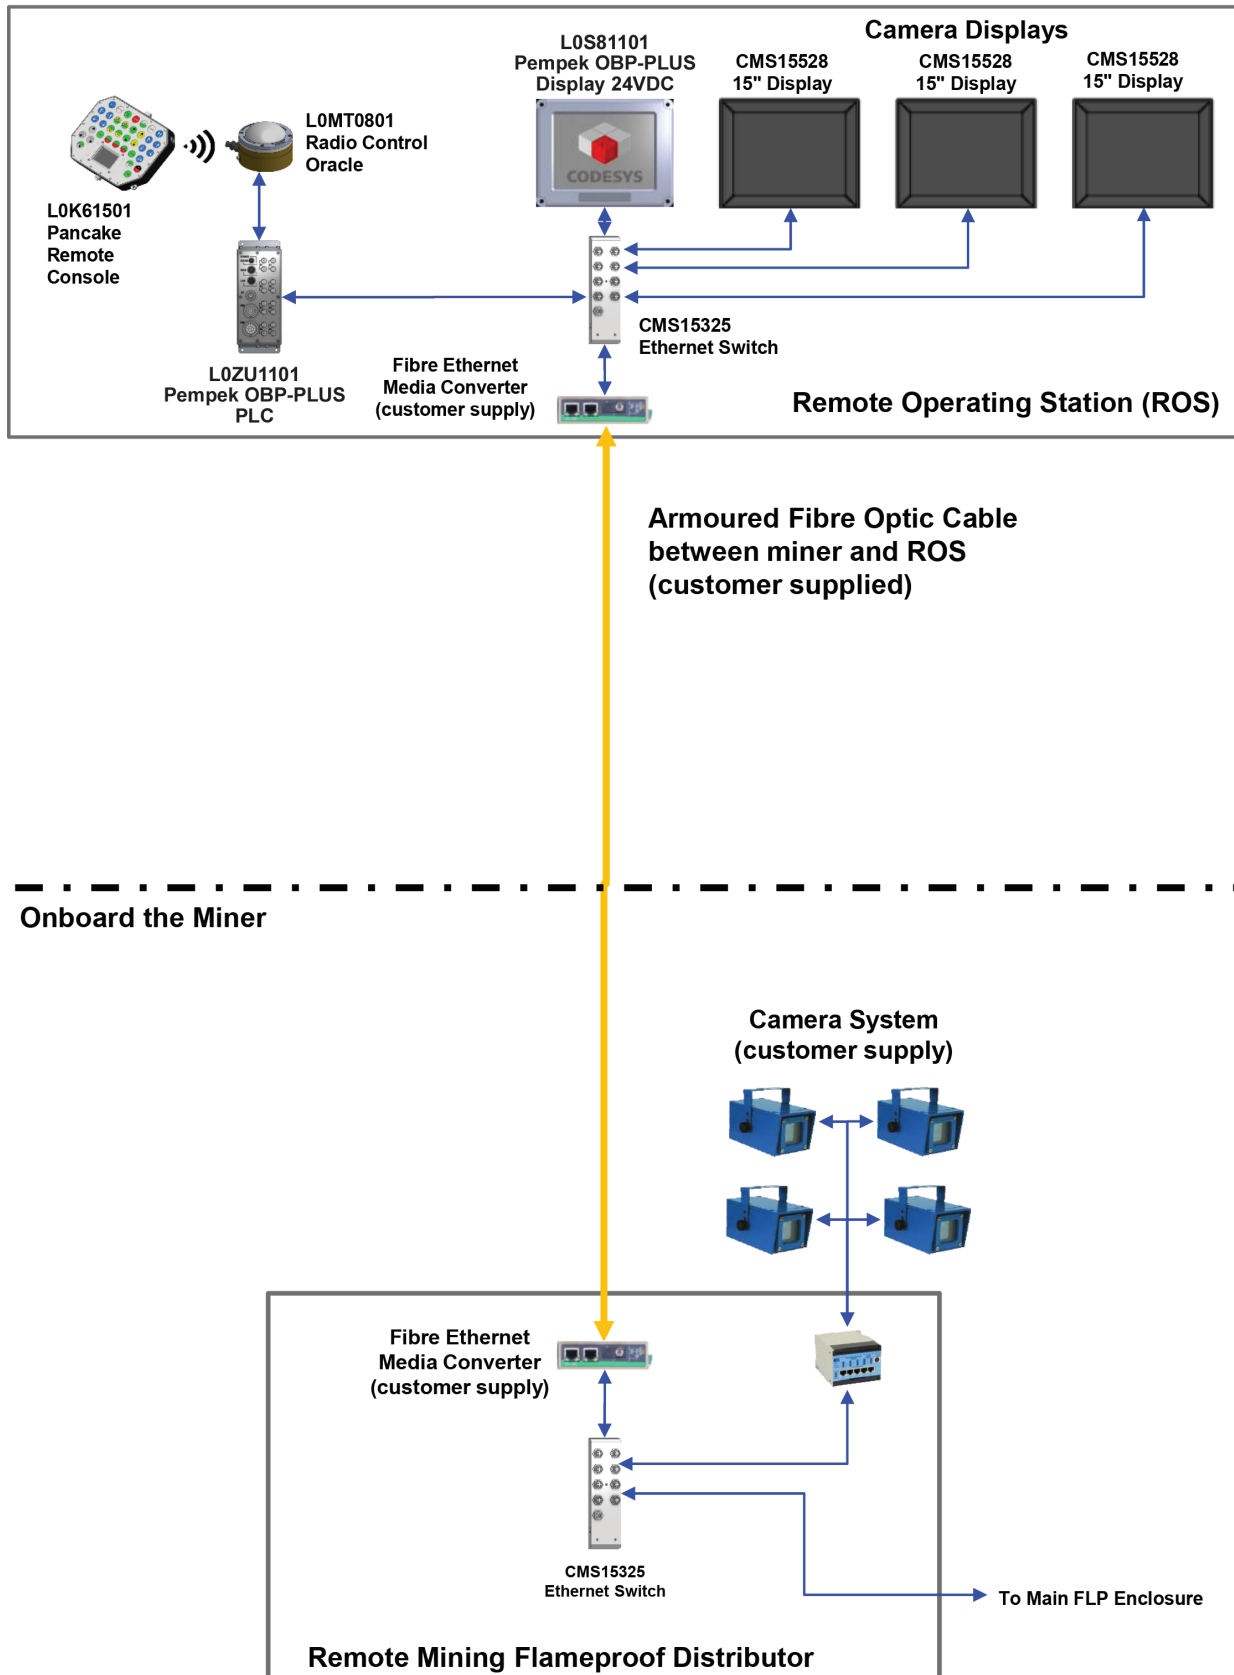 Camera Displays
L0S81101
Pempek OBP-PLUS
Display 24VDC
CMS15528
15" Display
CMS15528
15" Display
CMS15528
15" Display
CODESYS
L0MT0801
Radio Control
Oracle
L0K61501
Pancake
Remote
Console
CMS15325
Ethernet Switch
L0ZU1101
Pempek OBP-PLUS
PLC
Fibre Ethernet
Media Converter
(customer supply)
Remote Operating Station (ROS)
Armoured Fibre Optic Cable
between miner and ROS
(customer supplied)
Onboard the Miner
Camera System
(customer supply)
Fibre Ethernet
Media Converter
(customer supply)
CMS15325
Ethernet Switch
To Main FLP Enclosure
Remote Mining Flameproof Distributor